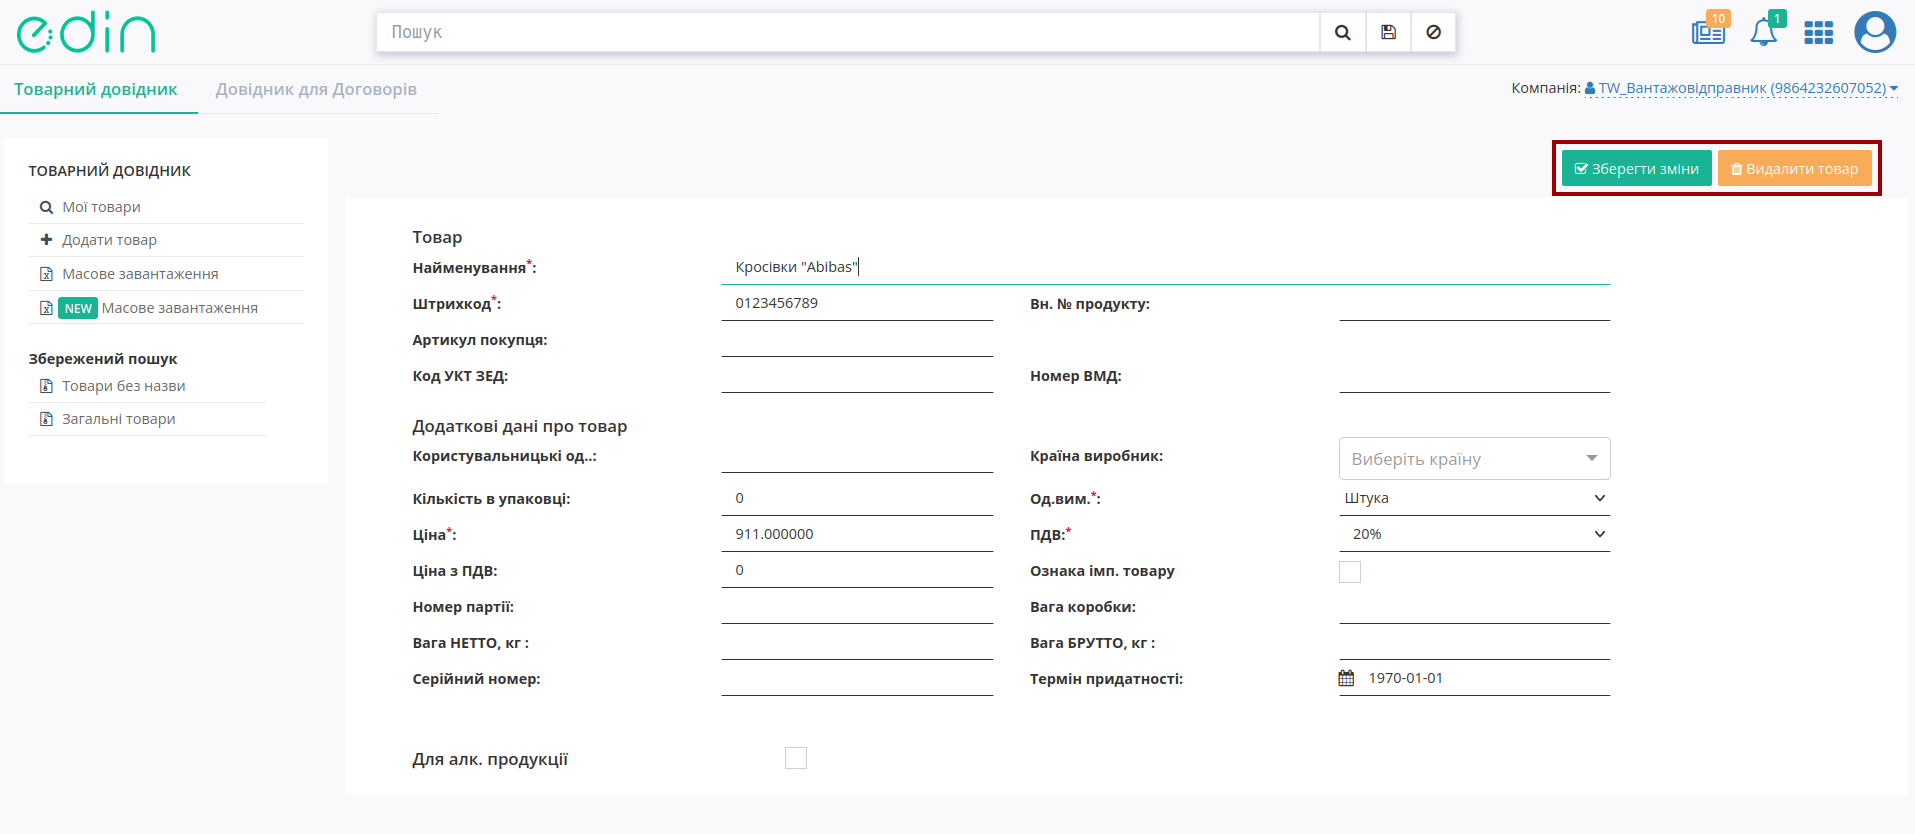 edin
Пошук
10
1
Товарний довідник
Довідник для Договорів
Компанія: TW_Вантажовідправник (9864232607052)
ТОВАРНИЙ ДОВІДНИК
Мої товари
Додати товар
Масове завантаження
NEW Масове завантаження
Збережений пошук
Товари без назви
Загальні товари
Зберегти зміни
Видалити товар
Товар
Найменування*: Кросівки "Abibas"
Штрихкод*: 0123456789 Вн. № продукту:
Артикул покупця:
Код УКТ ЗЕД: Номер ВМД:
Додаткові дані про товар
Користувальницькі од..: Країна виробник: Виберіть країну
Кількість в упаковці: 0 Од.вим.*: Штука
Ціна*: 911.000000 ПДВ:* 20%
Ціна з ПДВ: 0 Ознака імп. товару
Номер партії: Вага коробки:
Вага НЕТТО, кг : Вага БРУТТО, кг :
Серійний номер: Термін придатності: 1970-01-01
Для алк. продукції